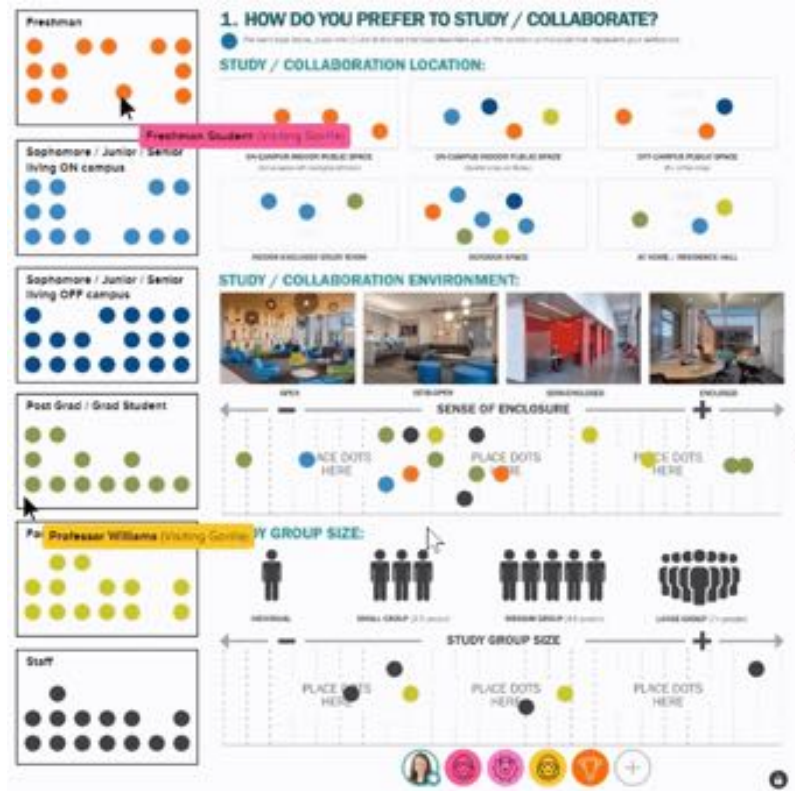 Freshman
Freshman Student (Visiting Gorilla)
Sophomore / Junior / Senior
living ON campus
Sophomore / Junior / Senior
living OFF campus
Post Grad / Grad Student
Professor Williams (Visiting Gorilla)
Staff
1. HOW DO YOU PREFER TO STUDY / COLLABORATE?
STUDY / COLLABORATION LOCATION:
ON-CAMPUS INDOOR PUBLIC SPACE
ON-CAMPUS INDOOR PUBLIC SPACE
OFF-CAMPUS PUBLIC SPACE
INDOOR ENCLOSED STUDY ROOM
OUTDOOR SPACE
AT HOME / RESIDENCE HALL
STUDY / COLLABORATION ENVIRONMENT:
OPEN
SEMI-OPEN
SEMI-ENCLOSED
ENCLOSED
SENSE OF ENCLOSURE
PLACE DOTS
HERE
PLACE DOTS
HERE
PLACE DOTS
HERE
GROUP SIZE:
INDIVIDUAL
SMALL GROUP
MEDIUM GROUP
LARGE GROUP
STUDY GROUP SIZE
PLACE DOTS
HERE
PLACE DOTS
HERE
PLACE DOTS
HERE